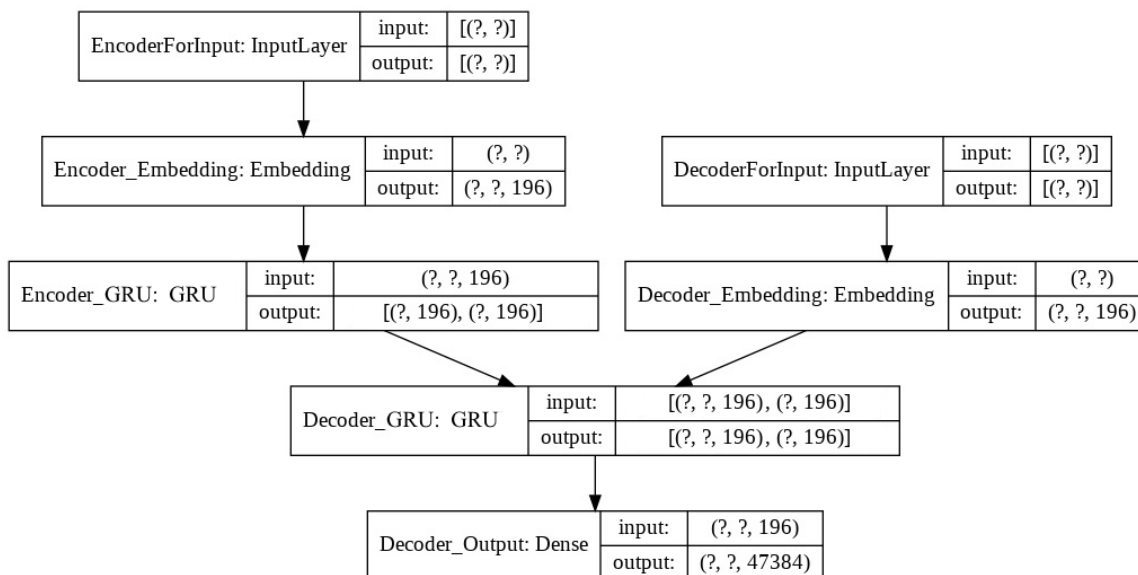 EncoderForInput: InputLayer
input: [(?, ?)]
output: [(?, ?)]
Encoder_Embedding: Embedding
input: (?, ?)
output: (?, ?, 196)
DecoderForInput: InputLayer
input: [(?, ?)]
output: [(?, ?)]
Encoder_GRU: GRU
input: (?, ?, 196)
output: [(?, 196), (?, 196)]
Decoder_Embedding: Embedding
input: (?, ?)
output: (?, ?, 196)
Decoder_GRU: GRU
input: [(?, ?, 196), (?, 196)]
output: [(?, ?, 196), (?, 196)]
Decoder_Output: Dense
input: (?, ?, 196)
output: (?, ?, 47384)